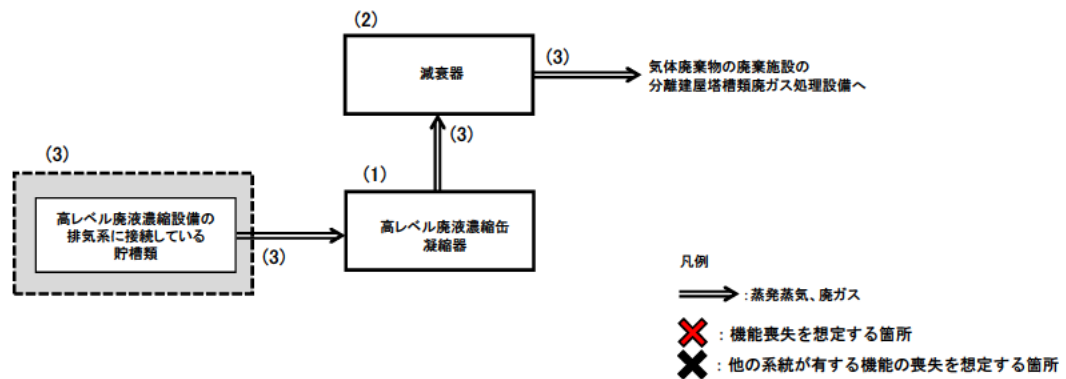 (2)
減衰器
(3)
気体廃棄物の廃棄施設の
分離建屋塔槽類廃ガス処理設備へ
(3)
(3)
(1)
高レベル廃液濃縮設備の
排気系に接続している
貯槽類
(3)
高レベル廃液濃縮缶
凝縮器
凡例
:蒸発蒸気、廃ガス
:機能喪失を想定する箇所
:他の系統が有する機能の喪失を想定する箇所